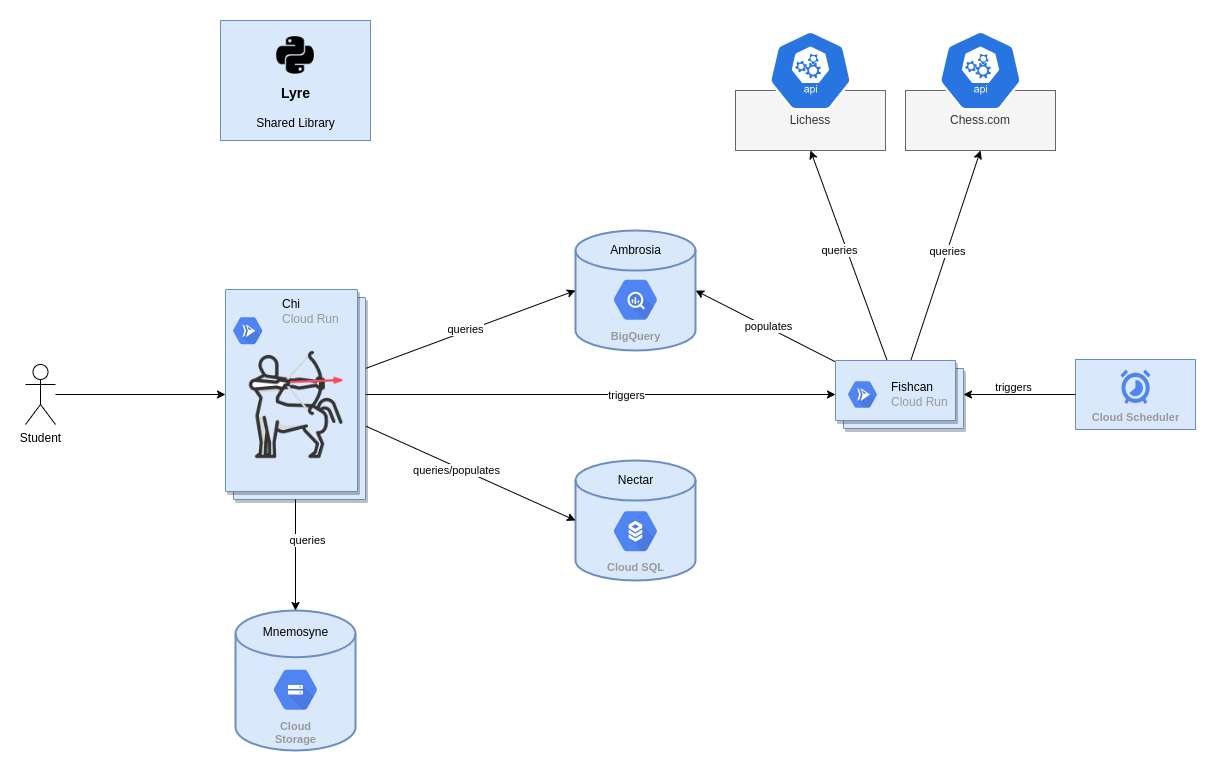 Lyre
Shared Library
api
Lichess
api
Chess.com
Ambrosia
BigQuery
queries
queries
queries
populates
Chi
Cloud Run
Student
triggers
Fishcan
Cloud Run
triggers
Cloud Scheduler
queries/populates
Nectar
Cloud SQL
queries
Mnemosyne
Cloud
Storage